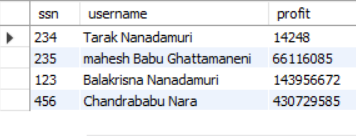 ssn username profit
234 Tarak Nanadamuri 14248
235 mahesh Babu Ghattamaneni 66116085
123 Balakrisna Nanadamuri 143956672
456 Chandrababu Nara 430729585